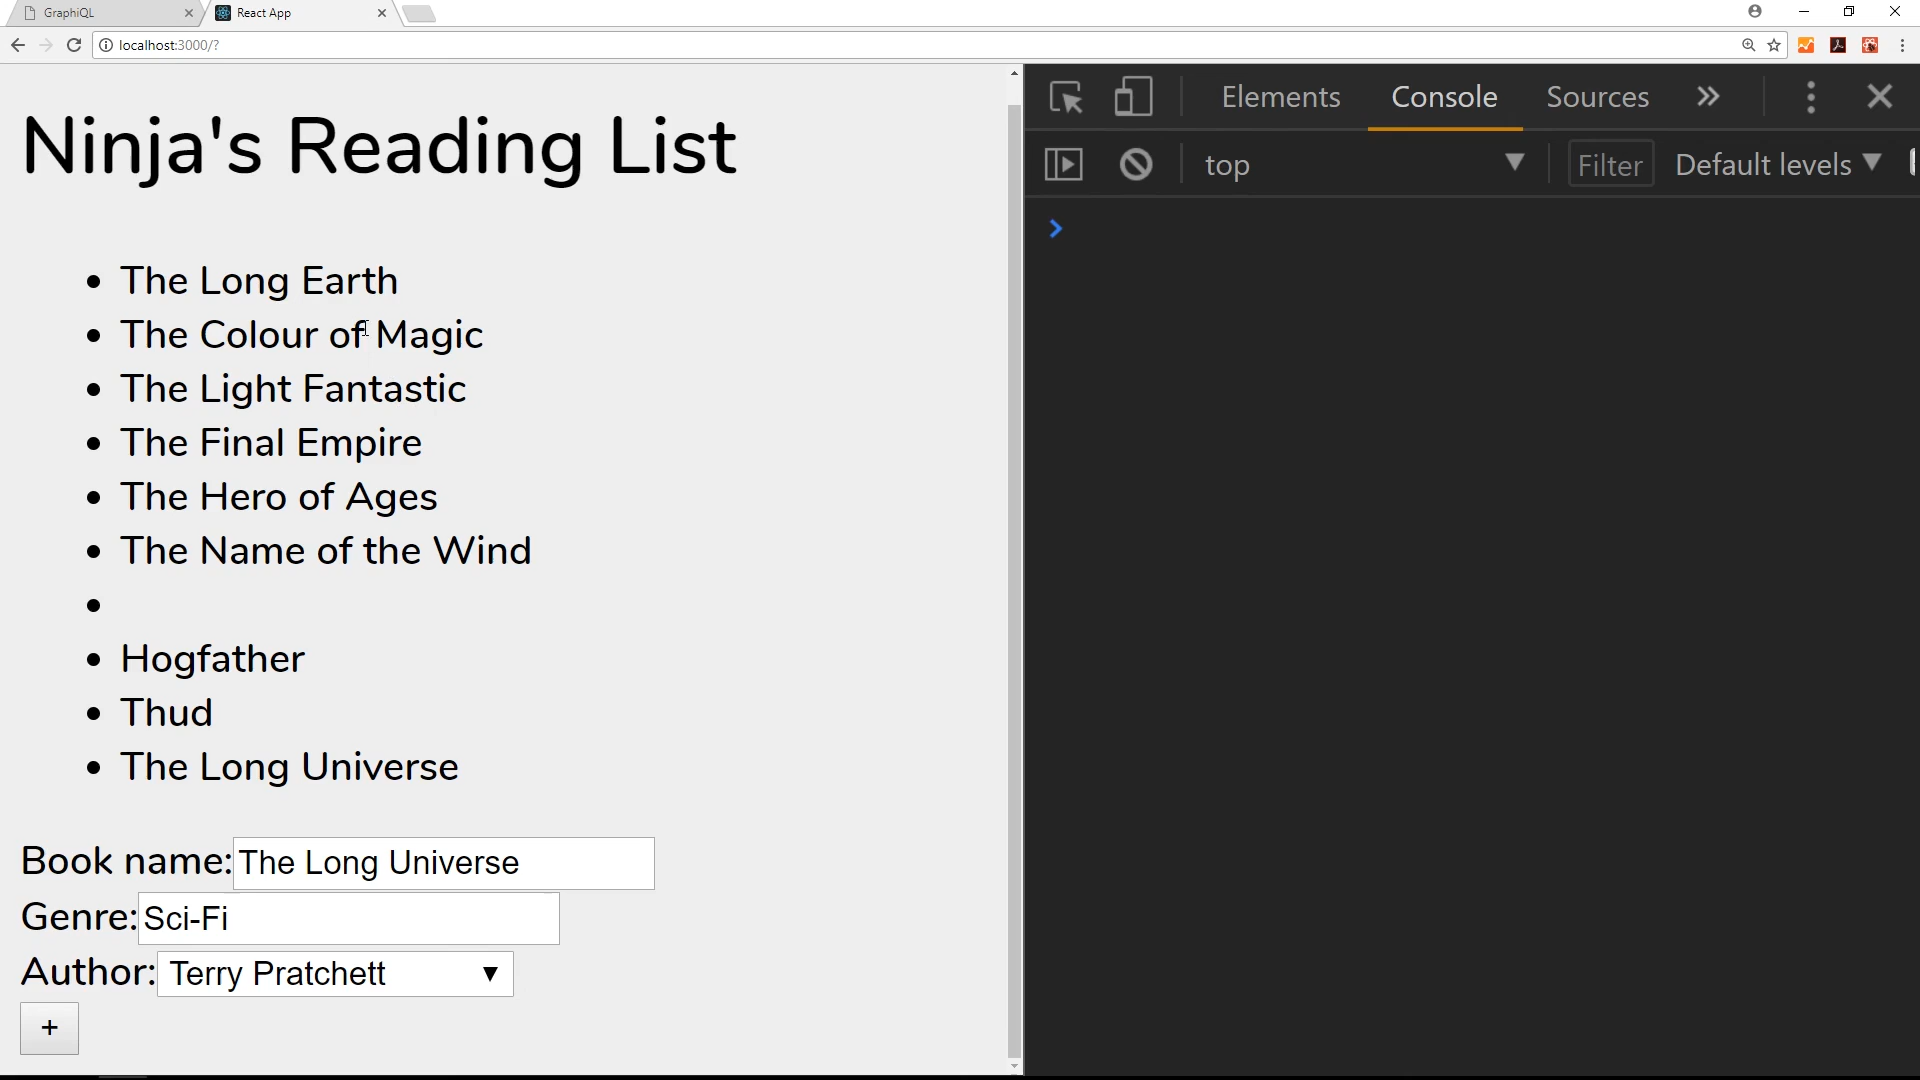 GraphiQL
React App
localhost:3000/?
Ninja's Reading List
The Long Earth
The Colour of Magic
The Light Fantastic
The Final Empire
The Hero of Ages
The Name of the Wind
Hogfather
Thud
The Long Universe
Book name: The Long Universe
Genre: Sci-Fi
Author: Terry Pratchett
+
Elements Console Sources
top Filter Default levels